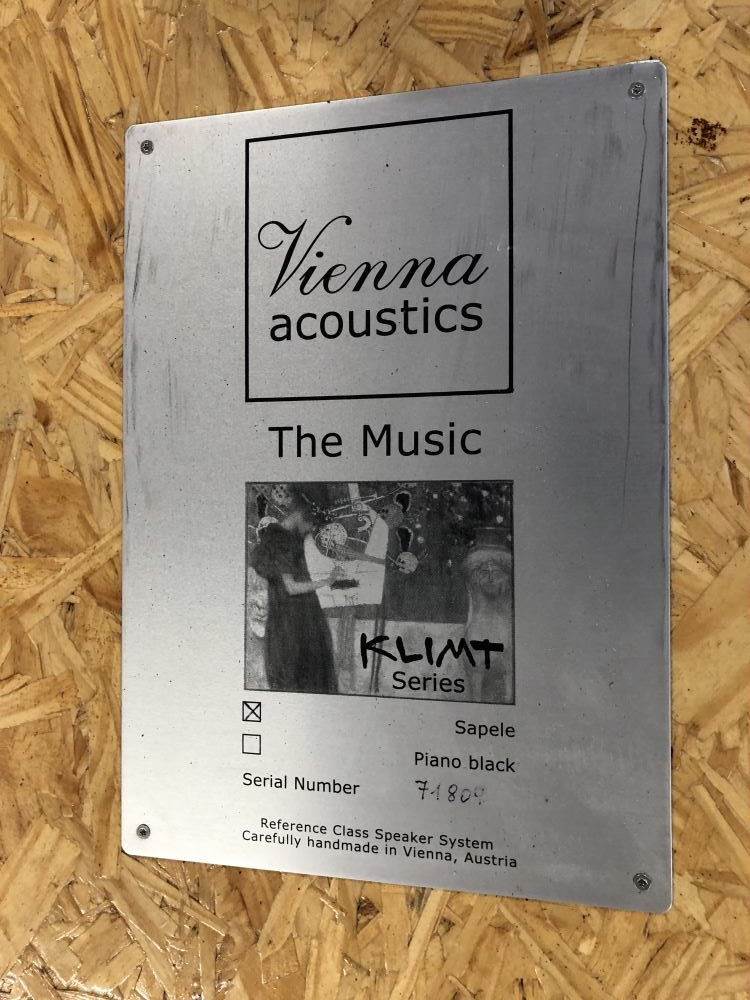 Vienna
acoustics
The Music
KLIMT
Series
Sapele
Piano black
Serial Number
Reference Class Speaker System
Carefully handmade in Vienna, Austria